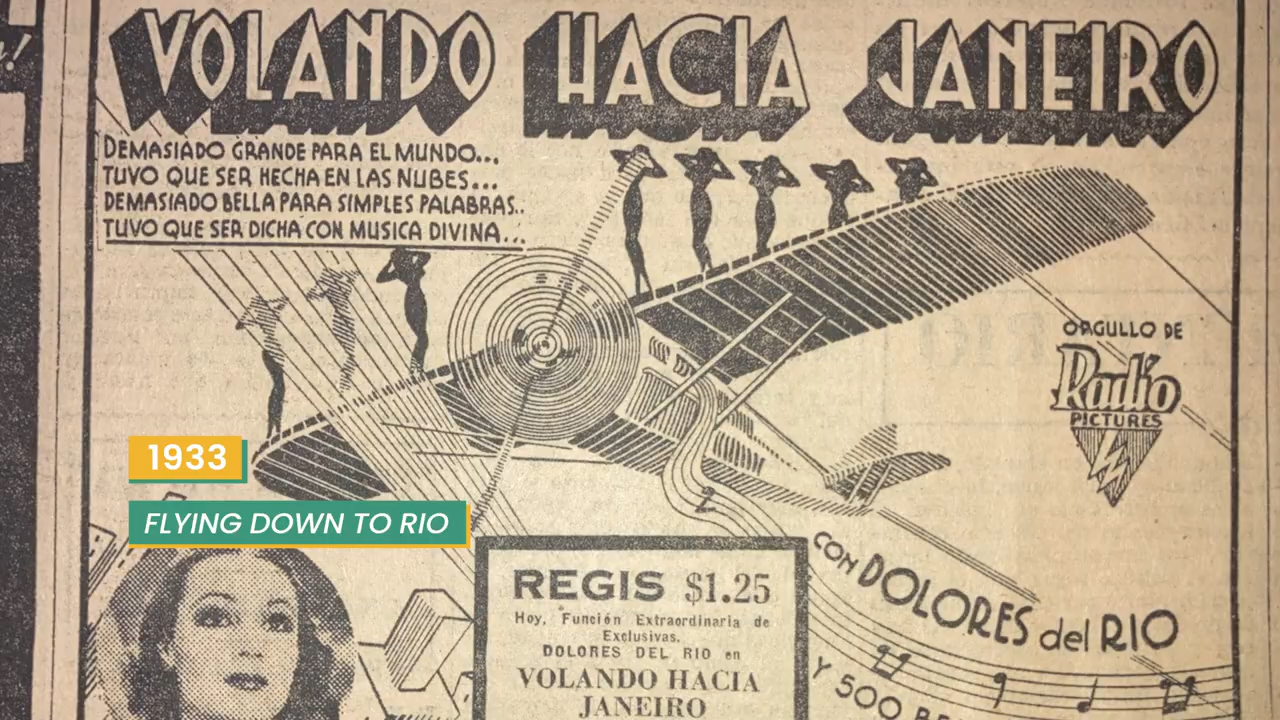 VOLANDO HACIA JANEIRO
DEMASIADO GRANDE PARA EL MUNDO...
TUVO QUE SER HECHA EN LAS NUBES...
DEMASIADO BELLA PARA SIMPLES PALABRAS..
TUVO QUE SER DICHA CON MUSICA DIVINA...
ORGULLO DE
Radio
PICTURES
1933
FLYING DOWN TO RIO
CON DOLORES del RIO
Y 500
REGIS $1.25
Hoy, Función Extraordinaria de
Exclusivas.
DOLORES DEL RIO en
VOLANDO HACIA
JANEIRO